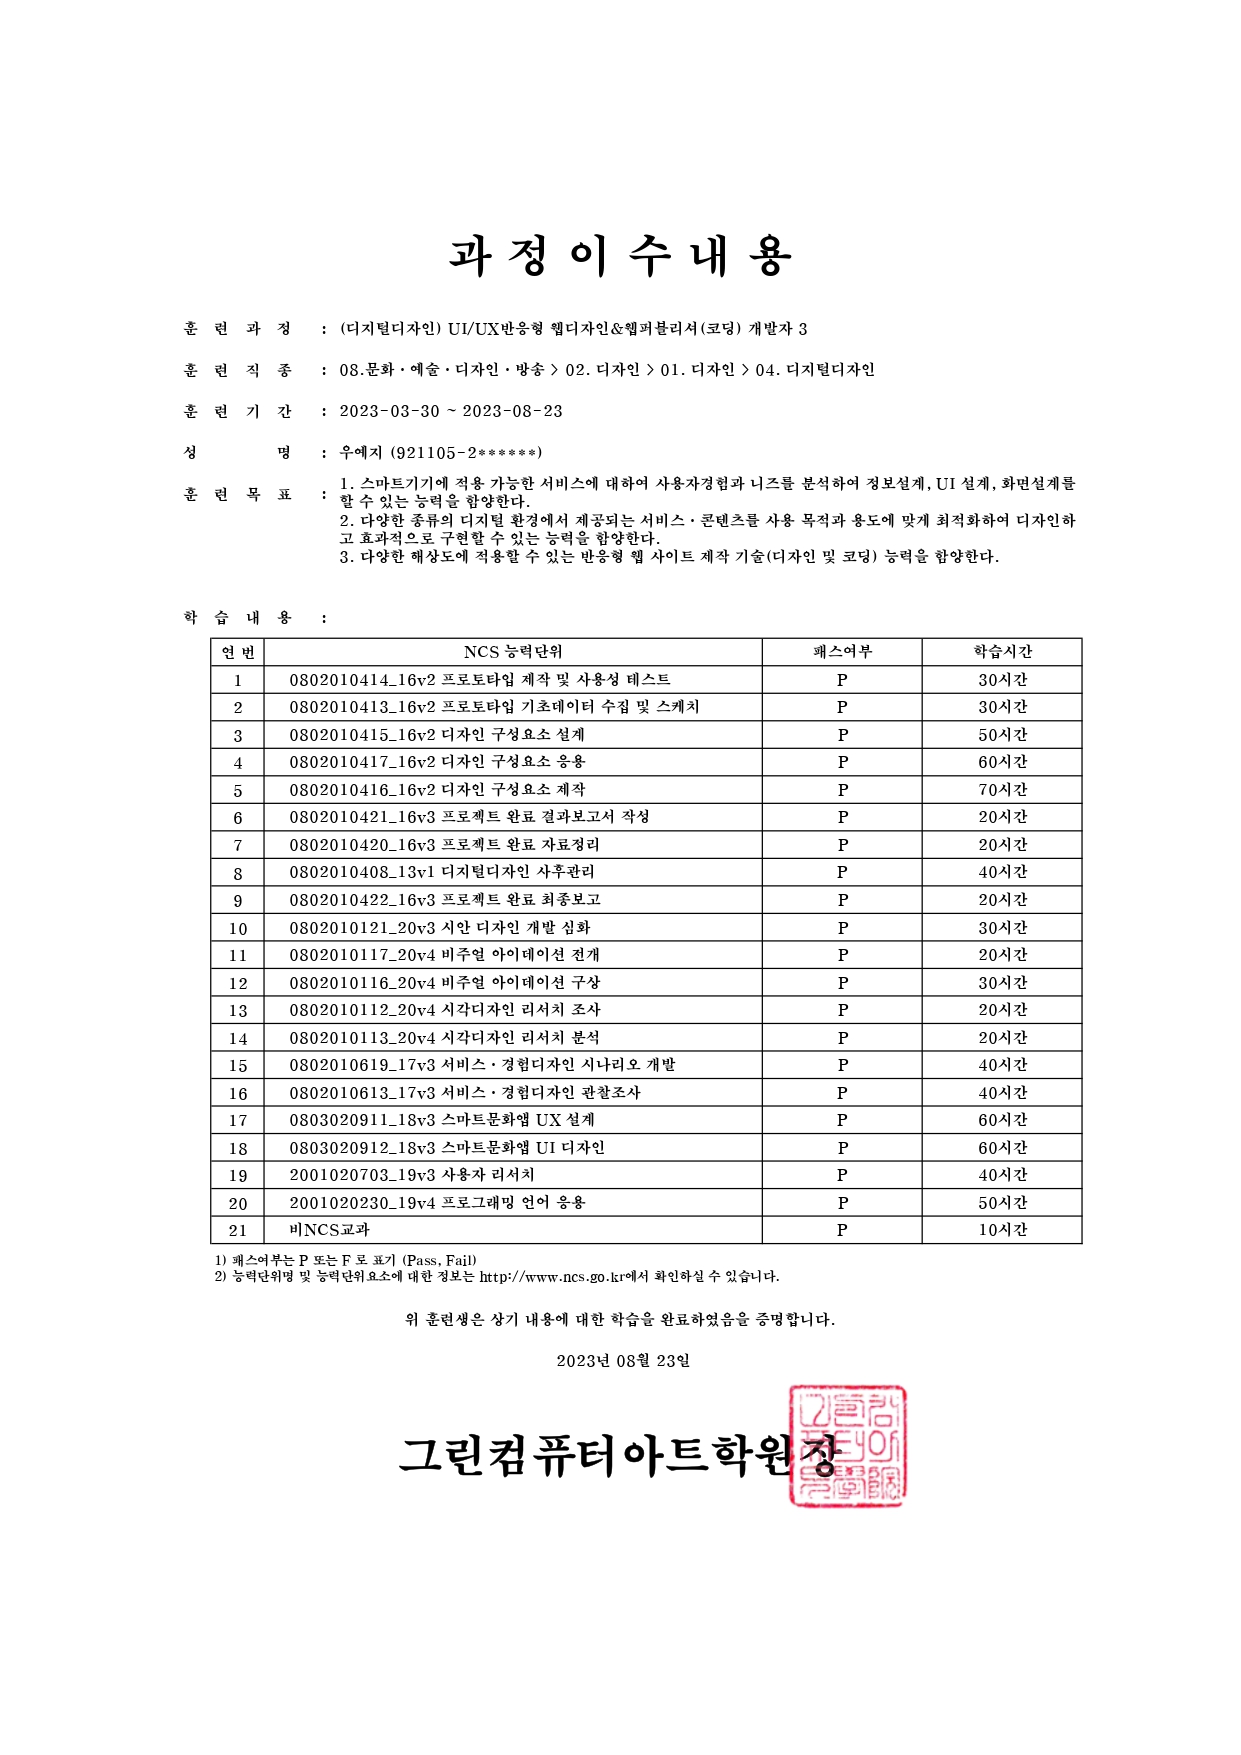 과 정 이 수 내 용
훈 련 과 정 : (디지털디자인) UI/UX반응형 웹디자인&웹퍼블리셔(코딩) 개발자 3
훈 련 직 종 : 08.문화·예술·디자인·방송 > 02. 디자인 > 01. 디자인 > 04. 디지털디자인
훈 련 기 간 : 2023-03-30 ~ 2023-08-23
성 명 : 우예지 (921105-2******)
훈 련 목 표 : 1. 스마트기기에 적용 가능한 서비스에 대하여 사용자경험과 니즈를 분석하여 정보설계, UI 설계, 화면설계를
할 수 있는 능력을 함양한다.
2. 다양한 종류의 디지털 환경에서 제공되는 서비스·콘텐츠를 사용 목적과 용도에 맞게 최적화하여 디자인하
고 효과적으로 구현할 수 있는 능력을 함양한다.
3. 다양한 해상도에 적용할 수 있는 반응형 웹 사이트 제작 기술(디자인 및 코딩) 능력을 함양한다.
학 습 내 용 :
연 번 NCS 능력단위 패스여부 학습시간
1 0802010414_16v2 프로토타입 제작 및 사용성 테스트 P 30시간
2 0802010413_16v2 프로토타입 기초데이터 수집 및 스케치 P 30시간
3 0802010415_16v2 디자인 구성요소 설계 P 50시간
4 0802010417_16v2 디자인 구성요소 응용 P 60시간
5 0802010416_16v2 디자인 구성요소 제작 P 70시간
6 0802010421_16v3 프로젝트 완료 결과보고서 작성 P 20시간
7 0802010420_16v3 프로젝트 완료 자료정리 P 20시간
8 0802010408_13v1 디지털디자인 사후관리 P 40시간
9 0802010422_16v3 프로젝트 완료 최종보고 P 20시간
10 0802010121_20v3 시안 디자인 개발 심화 P 30시간
11 0802010117_20v4 비주얼 아이데이션 전개 P 20시간
12 0802010116_20v4 비주얼 아이데이션 구상 P 30시간
13 0802010112_20v4 시각디자인 리서치 조사 P 20시간
14 0802010113_20v4 시각디자인 리서치 분석 P 20시간
15 0802010619_17v3 서비스·경험디자인 시나리오 개발 P 40시간
16 0802010613_17v3 서비스·경험디자인 관찰조사 P 40시간
17 0803020911_18v3 스마트문화앱 UX 설계 P 60시간
18 0803020912_18v3 스마트문화앱 UI 디자인 P 60시간
19 2001020703_19v3 사용자 리서치 P 40시간
20 2001020230_19v4 프로그래밍 언어 응용 P 50시간
21 비NCS교과 P 10시간
1) 패스여부는 P 또는 F 로 표기 (Pass, Fail)
2) 능력단위명 및 능력단위요소에 대한 정보는 http://www.ncs.go.kr에서 확인하실 수 있습니다.
위 훈련생은 상기 내용에 대한 학습을 완료하였음을 증명합니다.
2023년 08월 23일
그린컴퓨터아트학원장